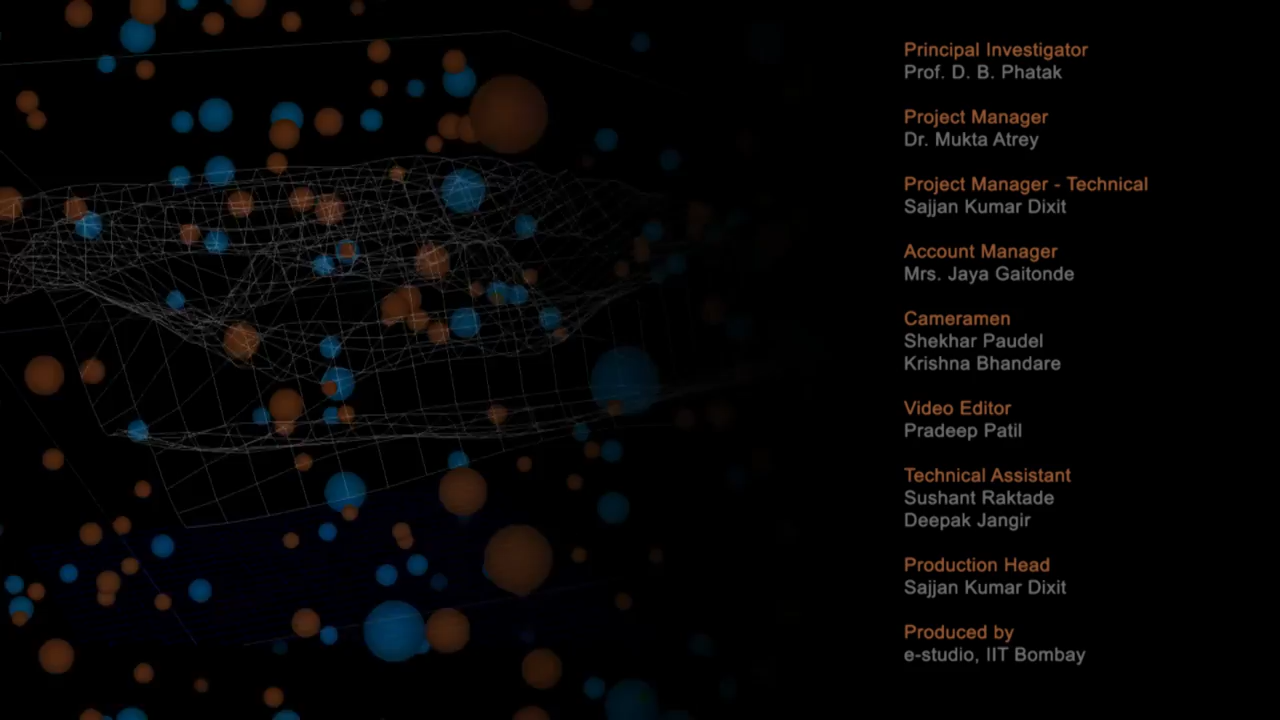 Principal Investigator
Prof. D. B. Phatak
Project Manager
Dr. Mukta Atrey
Project Manager - Technical
Sajjan Kumar Dixit
Account Manager
Mrs. Jaya Gaitonde
Cameramen
Shekhar Paudel
Krishna Bhandare
Video Editor
Pradeep Patil
Technical Assistant
Sushant Raktade
Deepak Jangir
Production Head
Sajjan Kumar Dixit
Produced by
e-studio, IIT Bombay